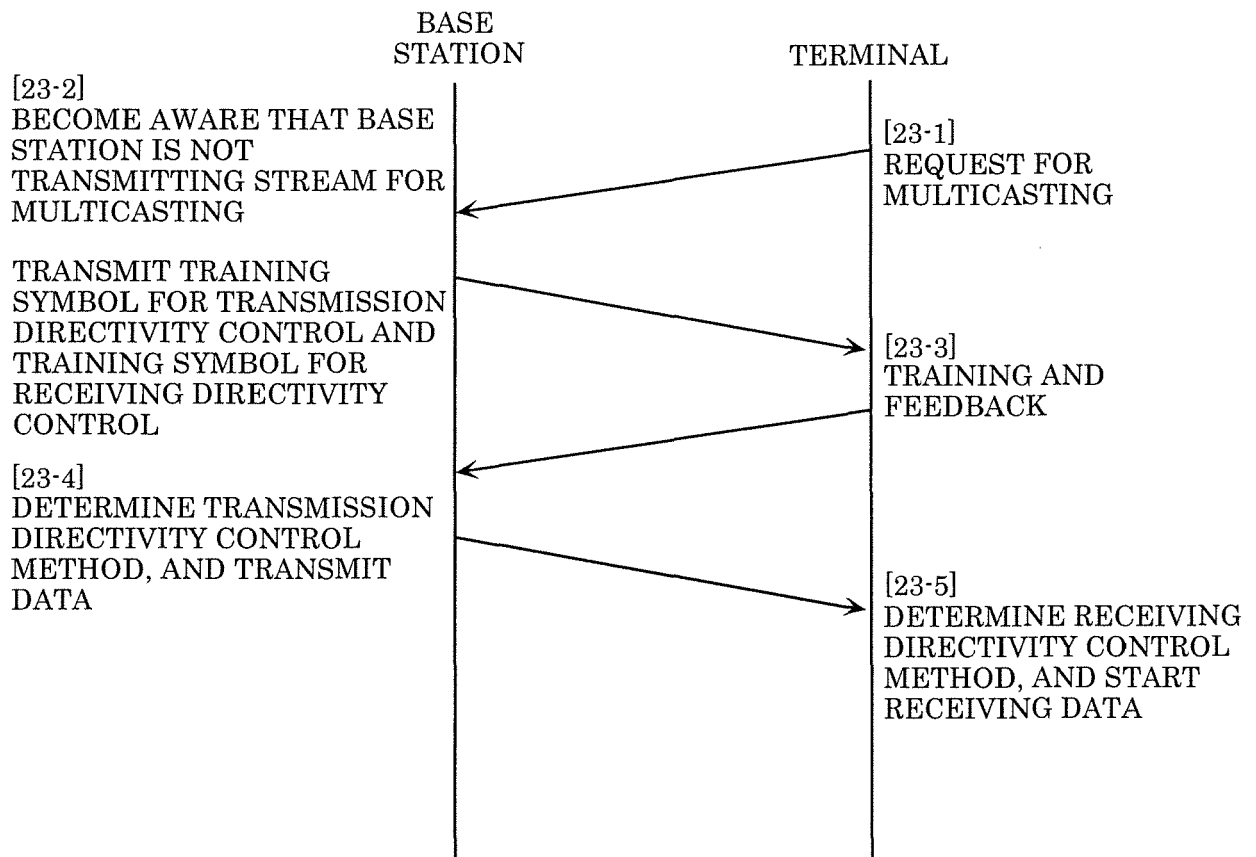 BASE
STATION
TERMINAL
[23-2]
BECOME AWARE THAT BASE
STATION IS NOT
TRANSMITTING STREAM FOR
MULTICASTING
[23-1]
REQUEST FOR
MULTICASTING
TRANSMIT TRAINING
SYMBOL FOR TRANSMISSION
DIRECTIVITY CONTROL AND
TRAINING SYMBOL FOR
RECEIVING DIRECTIVITY
CONTROL
[23-3]
TRAINING AND
FEEDBACK
[23-4]
DETERMINE TRANSMISSION
DIRECTIVITY CONTROL
METHOD, AND TRANSMIT
DATA
[23-5]
DETERMINE RECEIVING
DIRECTIVITY CONTROL
METHOD, AND START
RECEIVING DATA